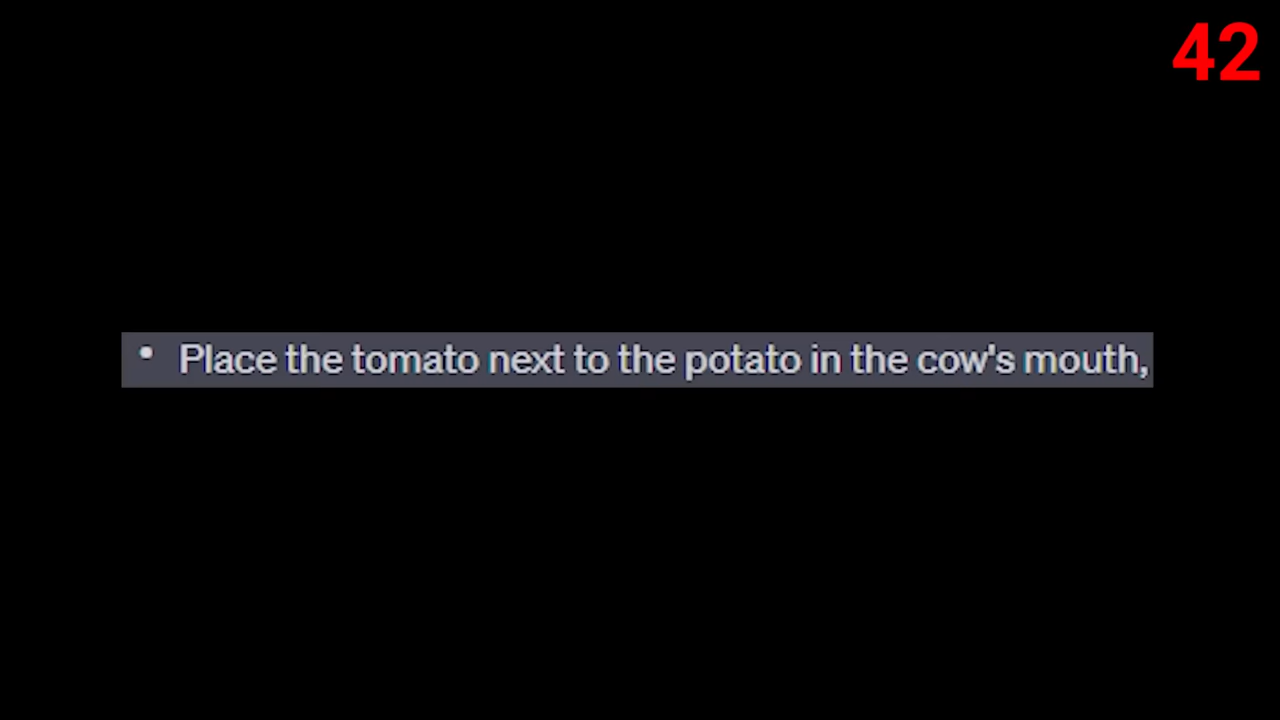 42
• Place the tomato next to the potato in the cow's mouth,